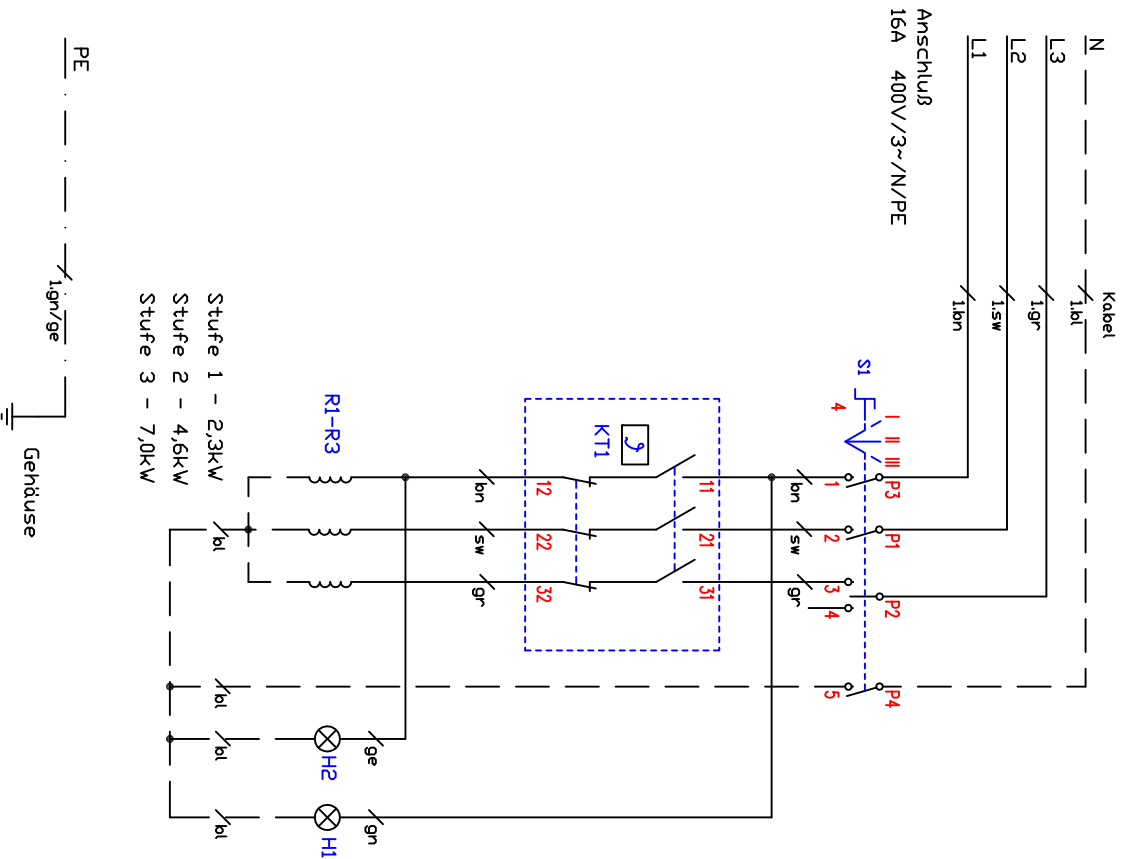 Kabel
N
1.bl
L3
1.gr
L2
1.sw
L1
1.bn
Anschluß
16A 400V/3~/N/PE
S1
I
II
III
4
P3
P1
P2
P4
1
2
3
4
5
bn
sw
gr
11
21
31
ϑ
KT1
12
22
32
bn
sw
gr
ge
gn
R1-R3
H2
H1
bl
bl
bl
bl
Stufe 1 - 2,3kW
Stufe 2 - 4,6kW
Stufe 3 - 7,0kW
PE
1.gn/ge
Gehäuse